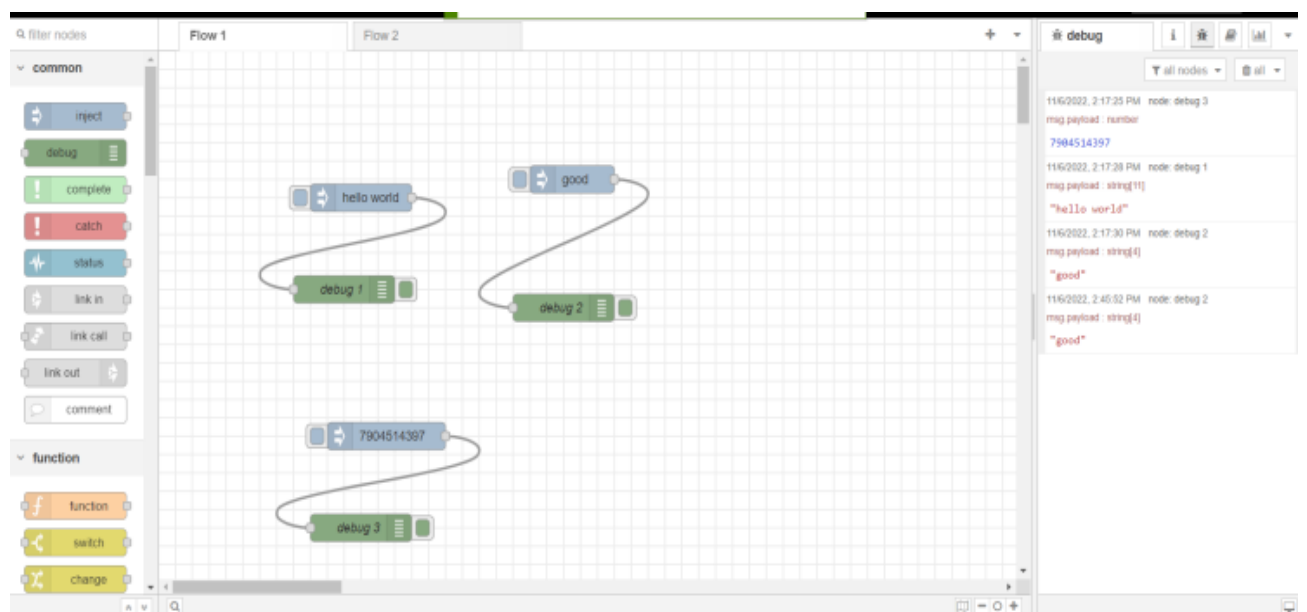 filter nodes
common
inject
debug
complete
catch
status
link in
link call
link out
comment
function
function
switch
change
Flow 1
Flow 2
hello world
debug 1
good
debug 2
7904514397
debug 3
debug
i
all nodes
all
11/6/2022, 2:17:25 PM node: debug 3
msg.payload : number
7904514397
11/6/2022, 2:17:28 PM node: debug 1
msg.payload : string[11]
"hello world"
11/6/2022, 2:17:30 PM node: debug 2
msg.payload : string[4]
"good"
11/6/2022, 2:45:52 PM node: debug 2
msg.payload : string[4]
"good"